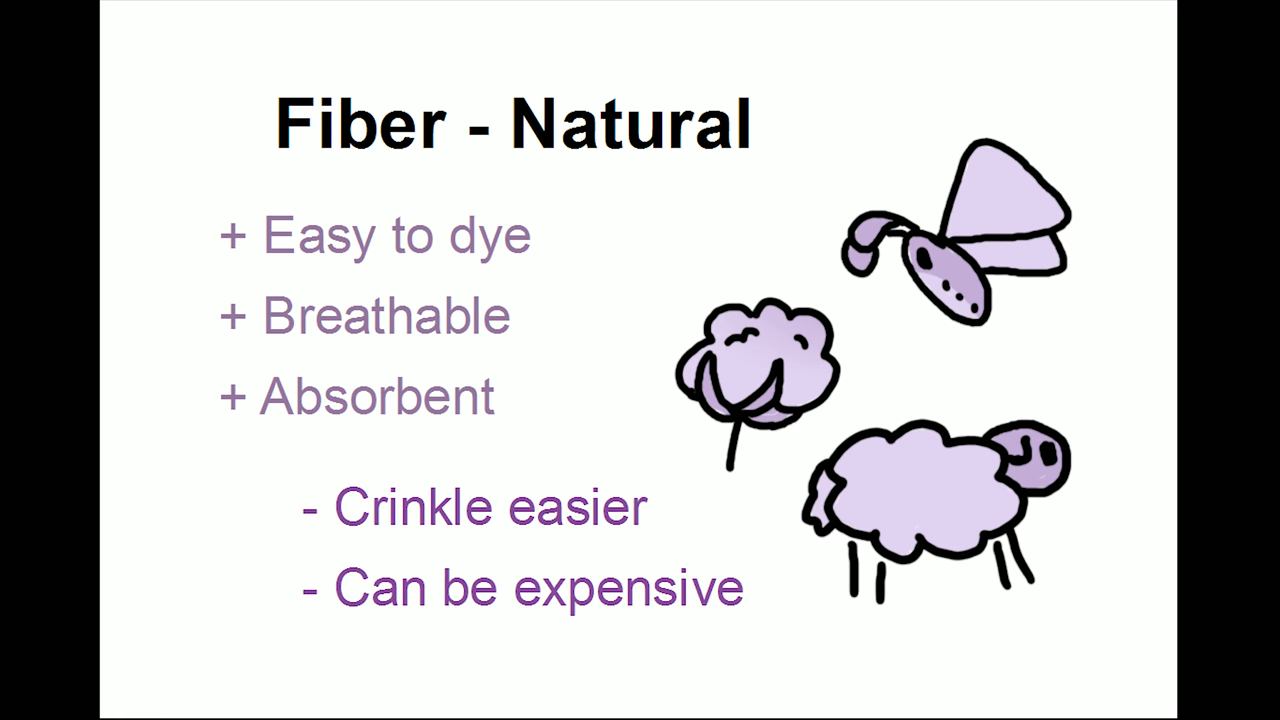 Fiber - Natural
+ Easy to dye
+ Breathable
+ Absorbent
- Crinkle easier
- Can be expensive